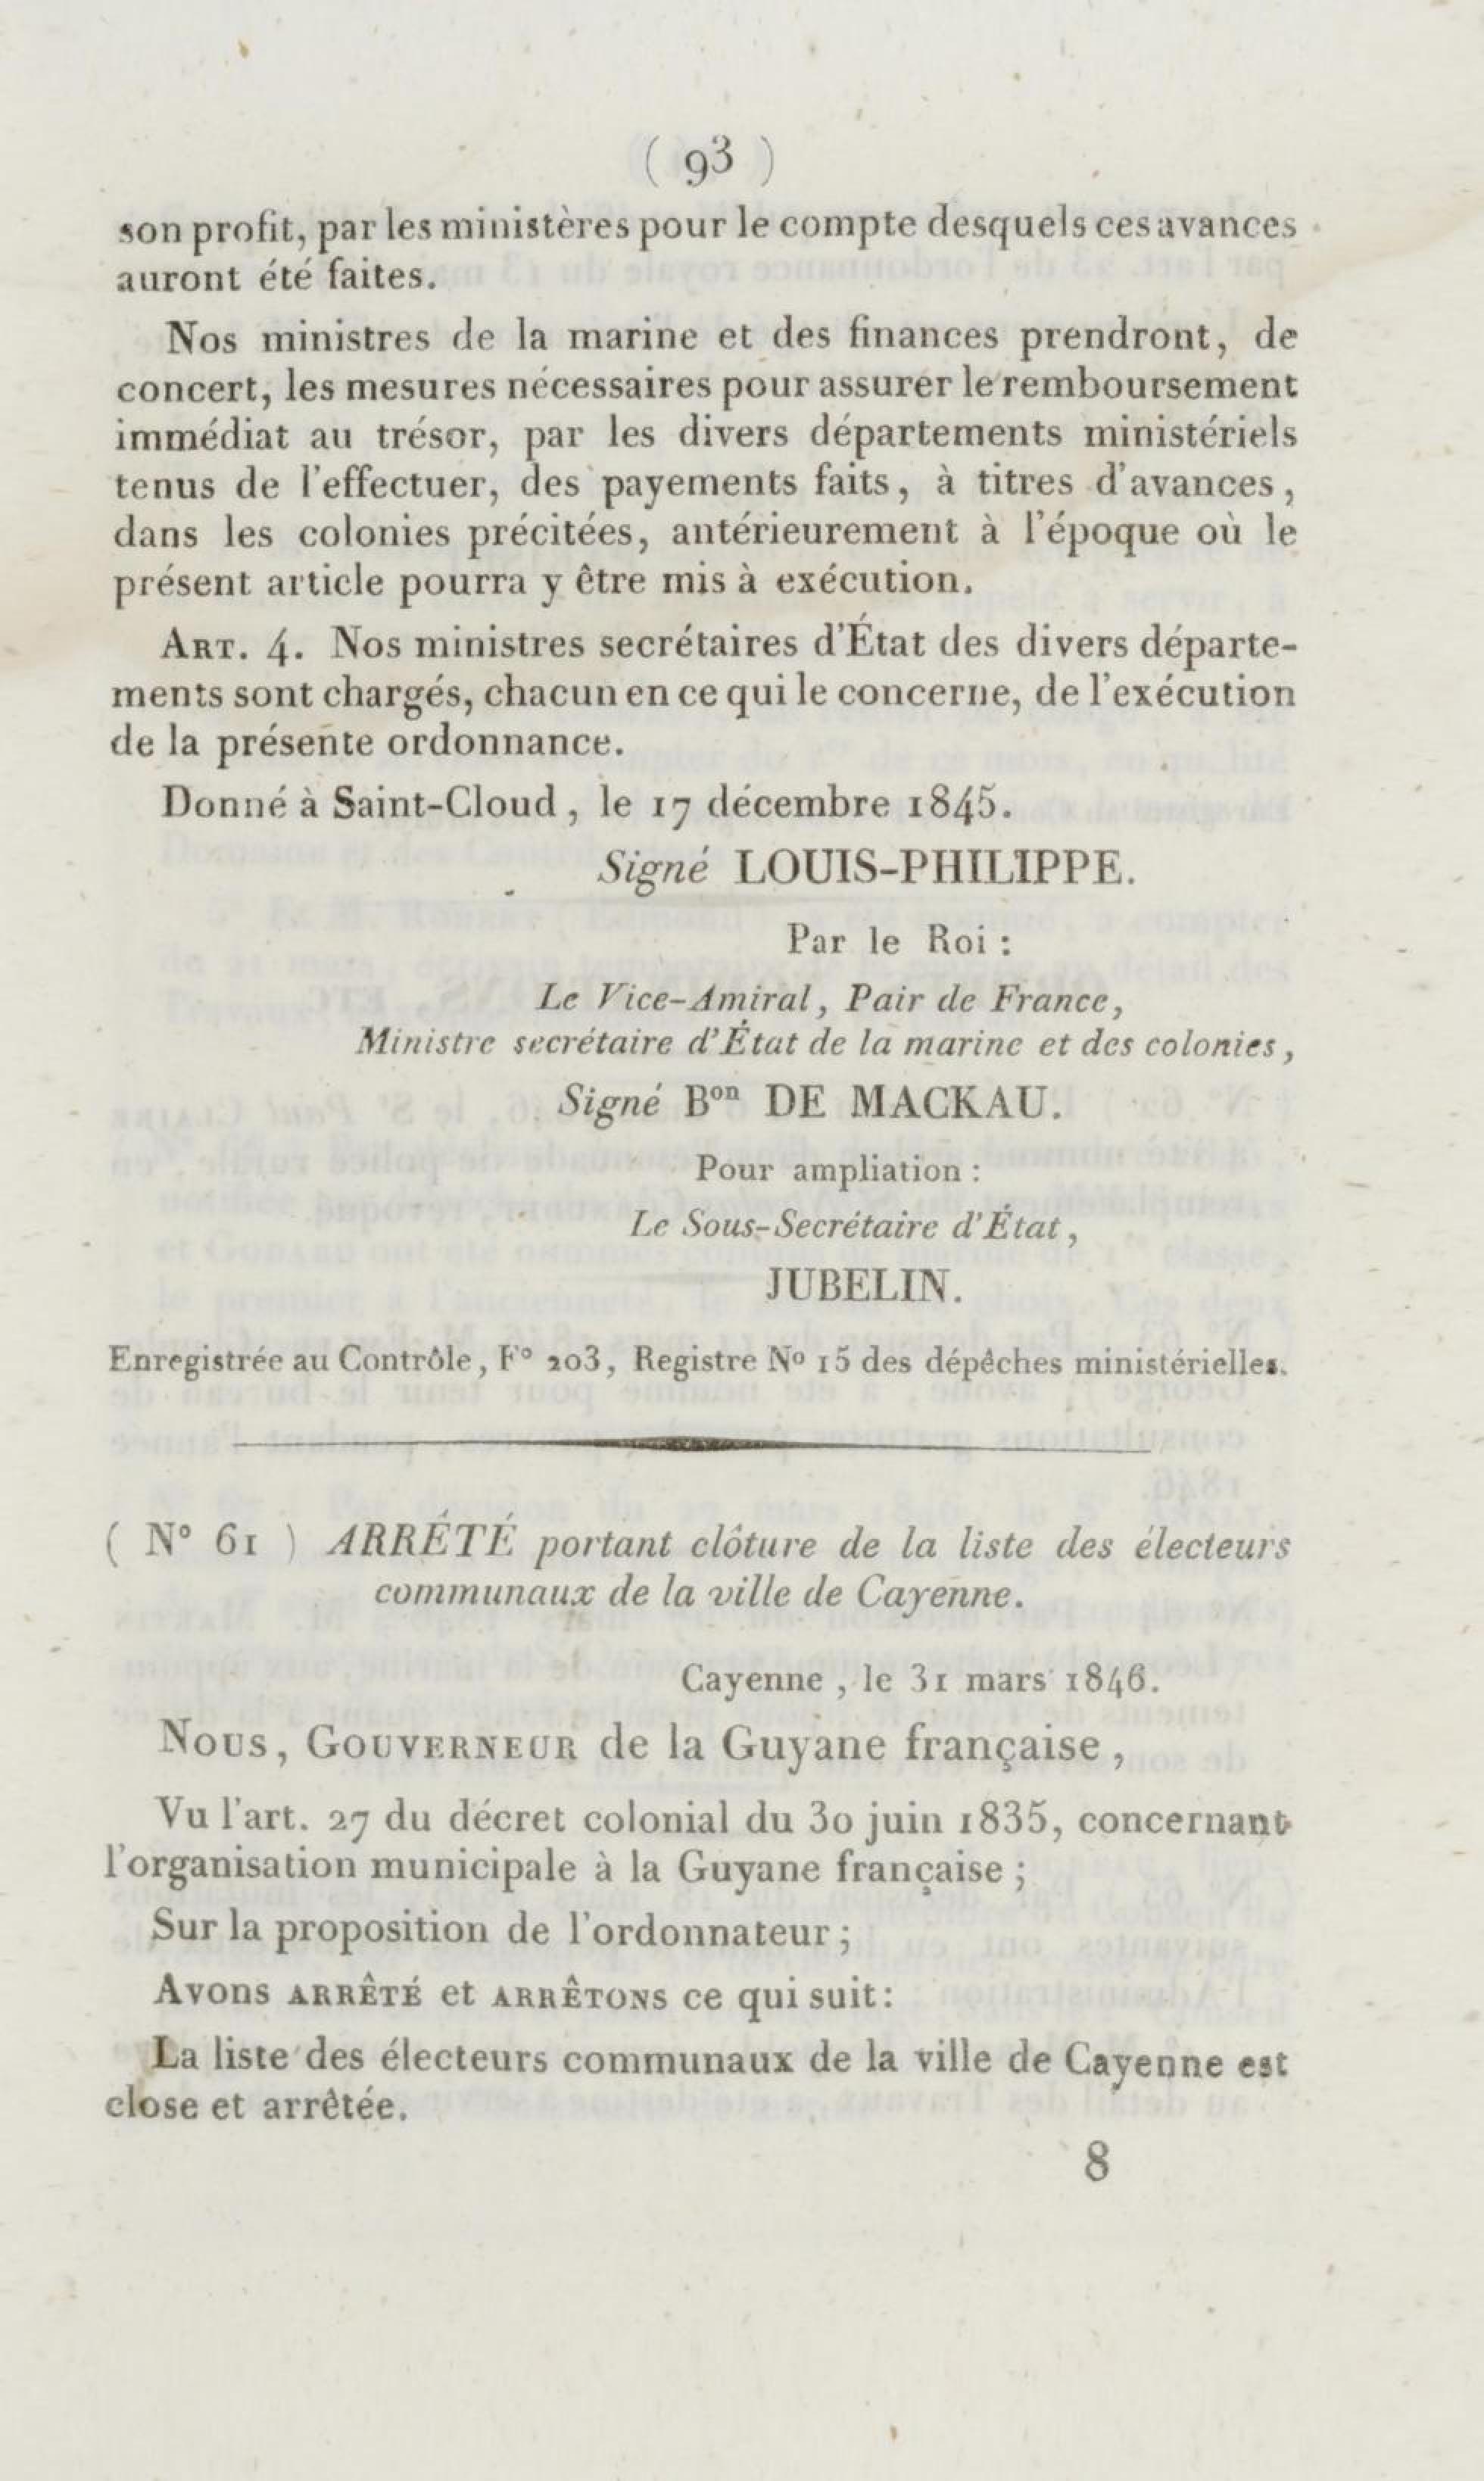 ( 93 )
son profit, par les ministères pour le compte desquels ces avances
auront été faites.
Nos ministres de la marine et des finances prendront, de
concert, les mesures nécessaires pour assurer le remboursement
immédiat au trésor, par les divers départements ministériels
tenus de l'effectuer, des payements faits, à titres d'avances,
dans les colonies précitées, antérieurement à l'époque où le
présent article pourra y être mis à exécution.
ART. 4. Nos ministres secrétaires d'État des divers départe-
ments sont chargés, chacun en ce qui le concerne, de l'exécution
de la présente ordonnance.
Donné à Saint-Cloud, le 17 décembre 1845.
Signé LOUIS-PHILIPPE.
Par le Roi :
Le Vice-Amiral, Pair de France,
Ministre secrétaire d'État de la marine et des colonies,
Signé Bon DE MACKAU.
Pour ampliation :
Le Sous-Secrétaire d'État,
JUBELIN.
Enregistrée au Contrôle, F° 203, Registre N° 15 des dépêches ministérielles.
( N° 61 ) ARRÊTÉ portant clôture de la liste des électeurs
communaux de la ville de Cayenne.
Cayenne, le 31 mars 1846.
NOUS, GOUVERNEUR de la Guyane française,
Vu l'art. 27 du décret colonial du 30 juin 1835, concernant
l'organisation municipale à la Guyane française ;
Sur la proposition de l'ordonnateur ;
Avons ARRÊTÉ et ARRÊTONS ce qui suit :
La liste des électeurs communaux de la ville de Cayenne est
close et arrêtée.
8